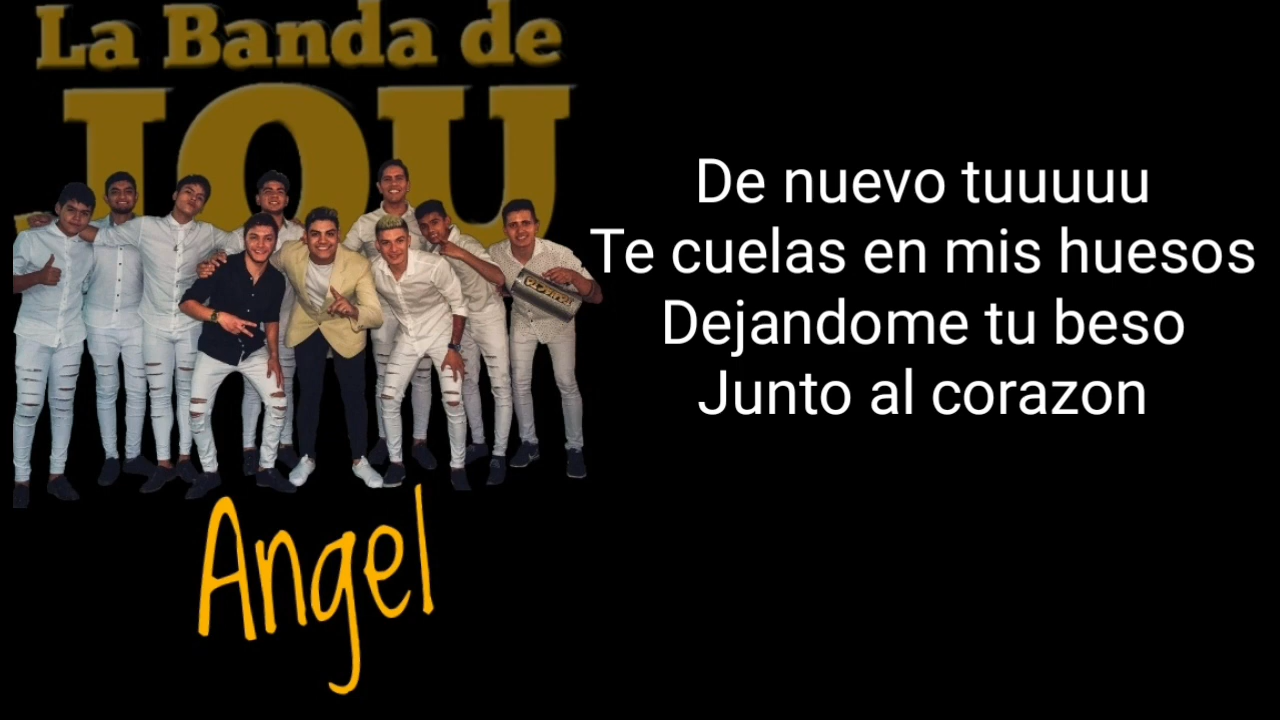 La Banda de
JOU
De nuevo tuuuuu
Te cuelas en mis huesos
Dejandome tu beso
Junto al corazon
Angel